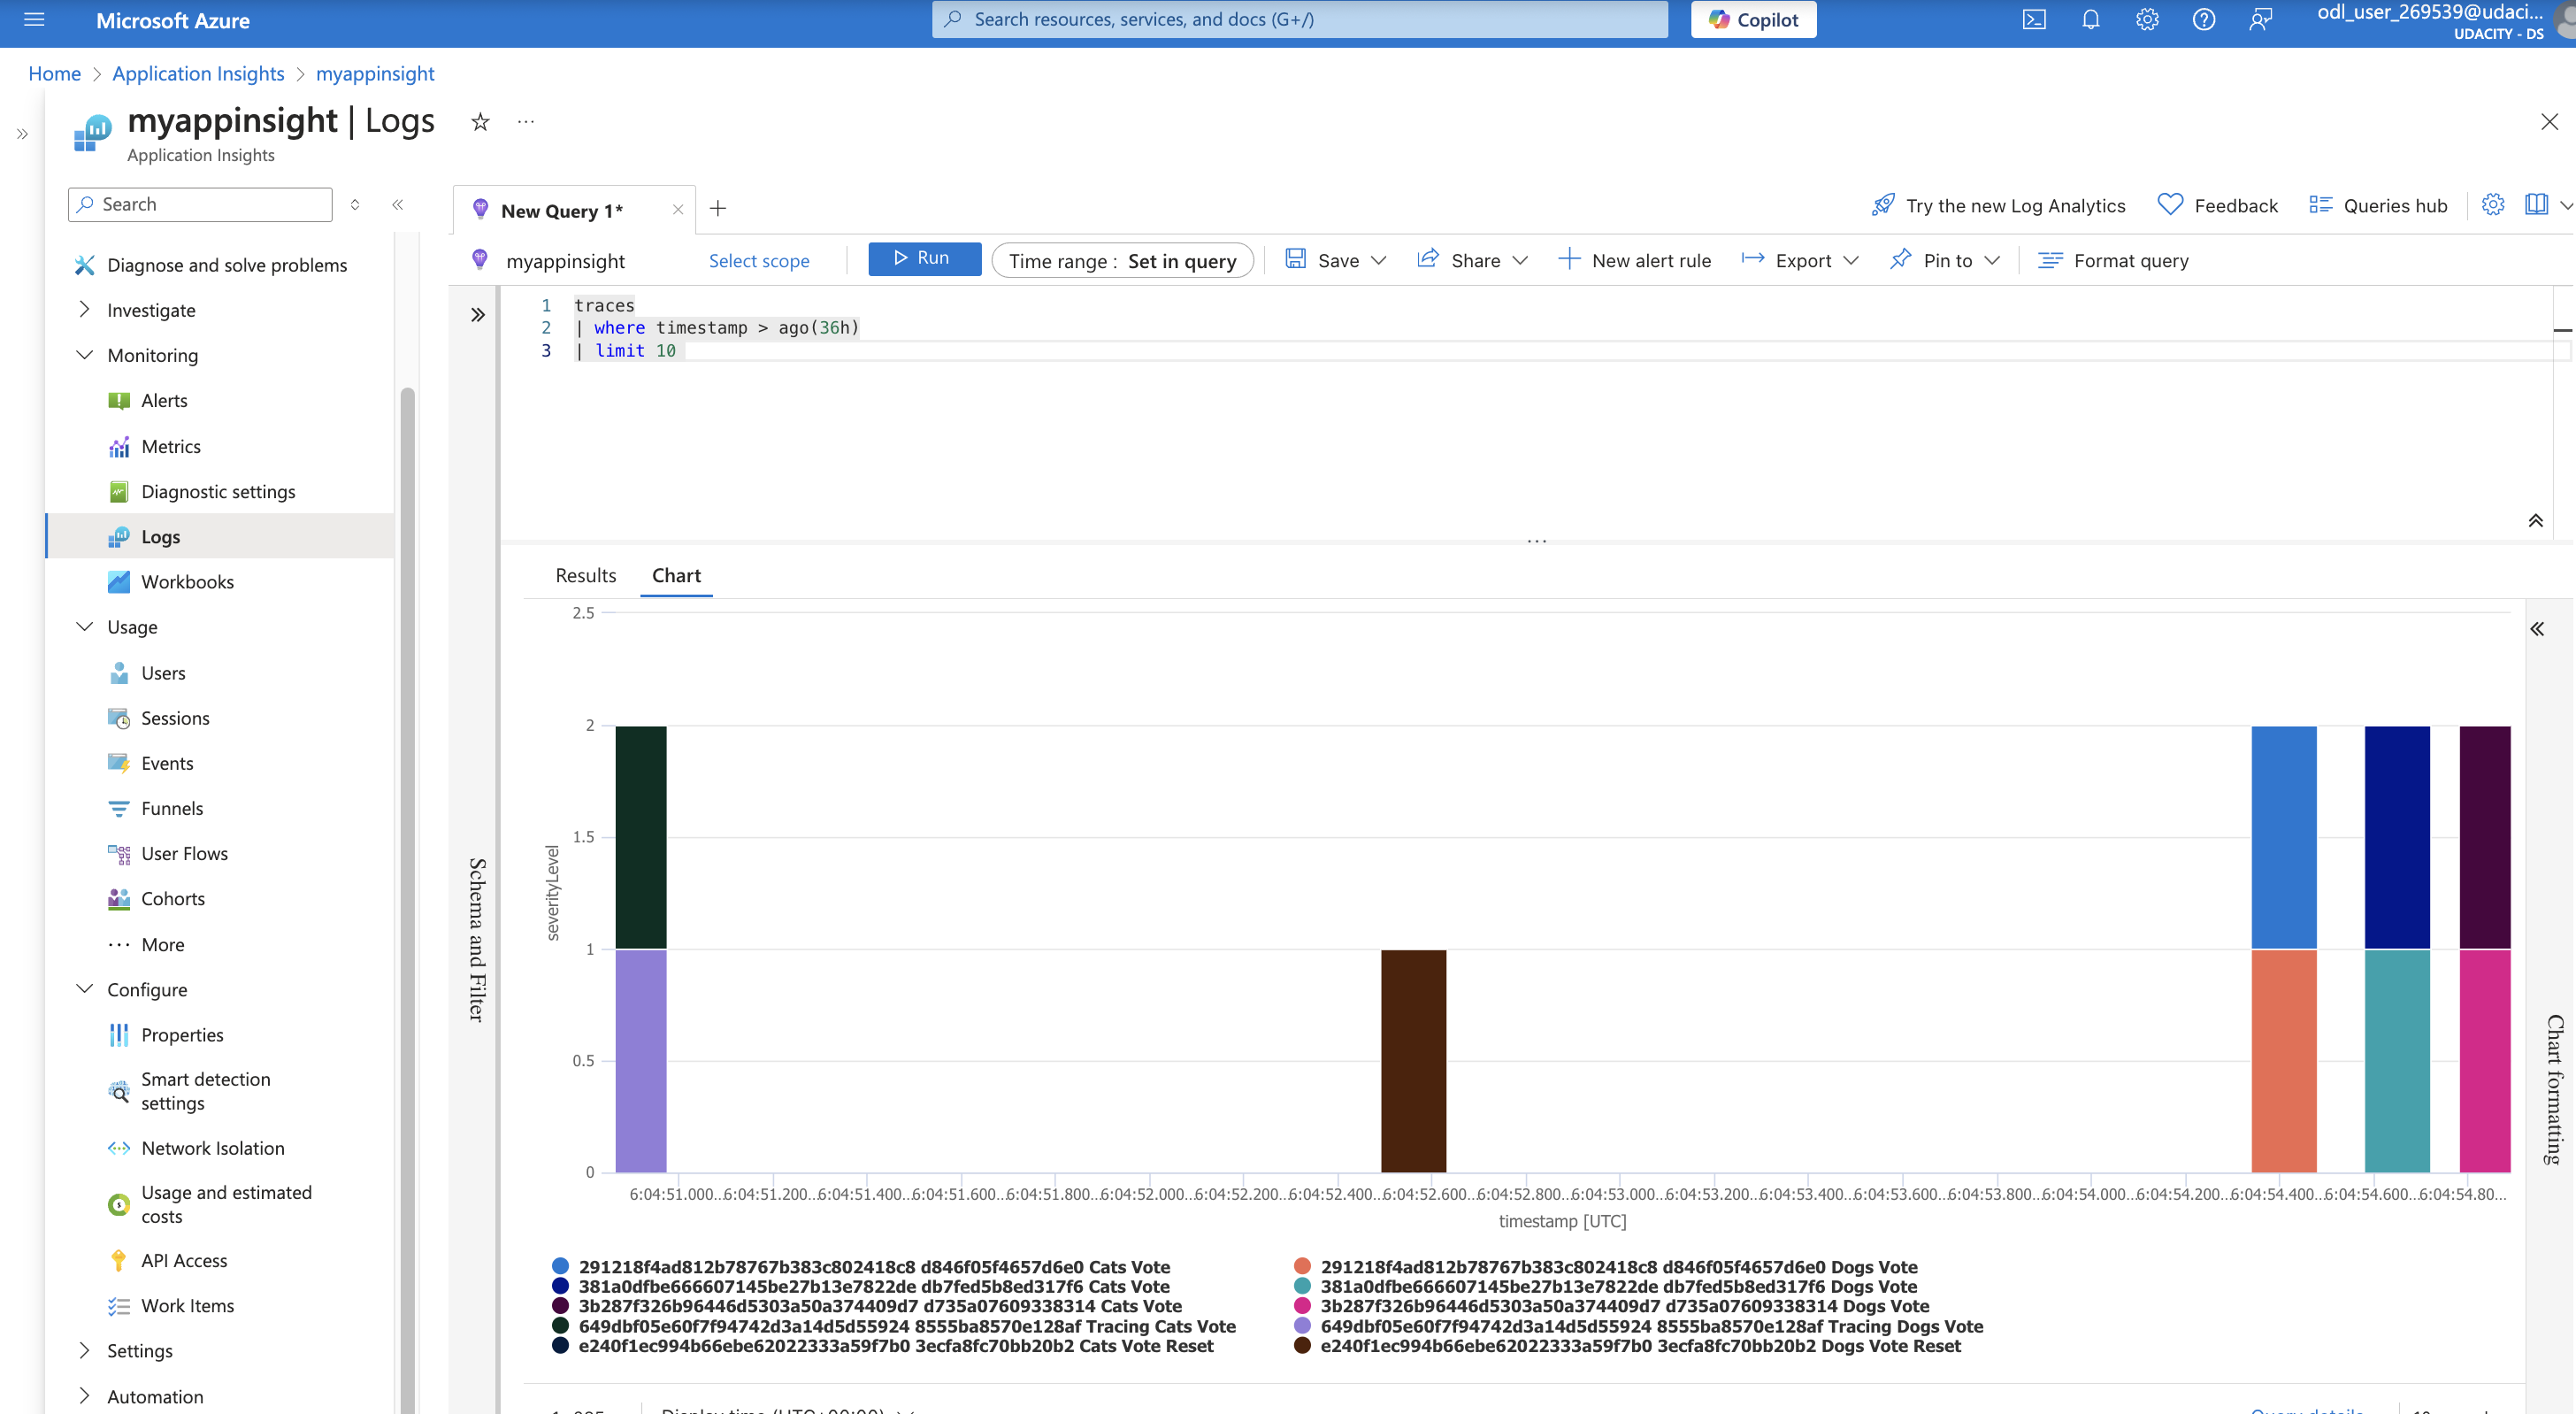 Microsoft Azure
Search resources, services, and docs (G+/)
Copilot
odl_user_269539@udaci...
UDACITY - DS
Home > Application Insights > myappinsight
myappinsight | Logs
Application Insights
Search
Diagnose and solve problems
Investigate
Monitoring
Alerts
Metrics
Diagnostic settings
Logs
Workbooks
Usage
Users
Sessions
Events
Funnels
User Flows
Cohorts
More
Configure
Properties
Smart detection
settings
Network Isolation
Usage and estimated
costs
API Access
Work Items
Settings
Automation
New Query 1*
Try the new Log Analytics
Feedback
Queries hub
myappinsight
Select scope
Run
Time range : Set in query
Save
Share
New alert rule
Export
Pin to
Format query
1 traces
2 | where timestamp > ago(36h)
3 | limit 10
Schema and Filter
Results
Chart
2.5
2
1.5
1
0.5
0
severityLevel
6:04:51.000... 6:04:51.200... 6:04:51.400... 6:04:51.600... 6:04:51.800... 6:04:52.000... 6:04:52.200... 6:04:52.400... 6:04:52.600... 6:04:52.800... 6:04:53.000... 6:04:53.200... 6:04:53.400... 6:04:53.600... 6:04:53.800... 6:04:54.000... 6:04:54.200... 6:04:54.400... 6:04:54.600... 6:04:54.80...
timestamp [UTC]
291218f4ad812b78767b383c802418c8 d846f05f4657d6e0 Cats Vote
291218f4ad812b78767b383c802418c8 d846f05f4657d6e0 Dogs Vote
381a0dfbe666607145be27b13e7822de db7fed5b8ed317f6 Cats Vote
381a0dfbe666607145be27b13e7822de db7fed5b8ed317f6 Dogs Vote
3b287f326b96446d5303a50a374409d7 d735a07609338314 Cats Vote
3b287f326b96446d5303a50a374409d7 d735a07609338314 Dogs Vote
649dbf05e60f7f94742d3a14d5d55924 8555ba8570e128af Tracing Cats Vote
649dbf05e60f7f94742d3a14d5d55924 8555ba8570e128af Tracing Dogs Vote
e240f1ec994b66ebe62022333a59f7b0 3ecfa8fc70bb20b2 Cats Vote Reset
e240f1ec994b66ebe62022333a59f7b0 3ecfa8fc70bb20b2 Dogs Vote Reset
Chart formatting
Display time (UTC+00:00)
Query details